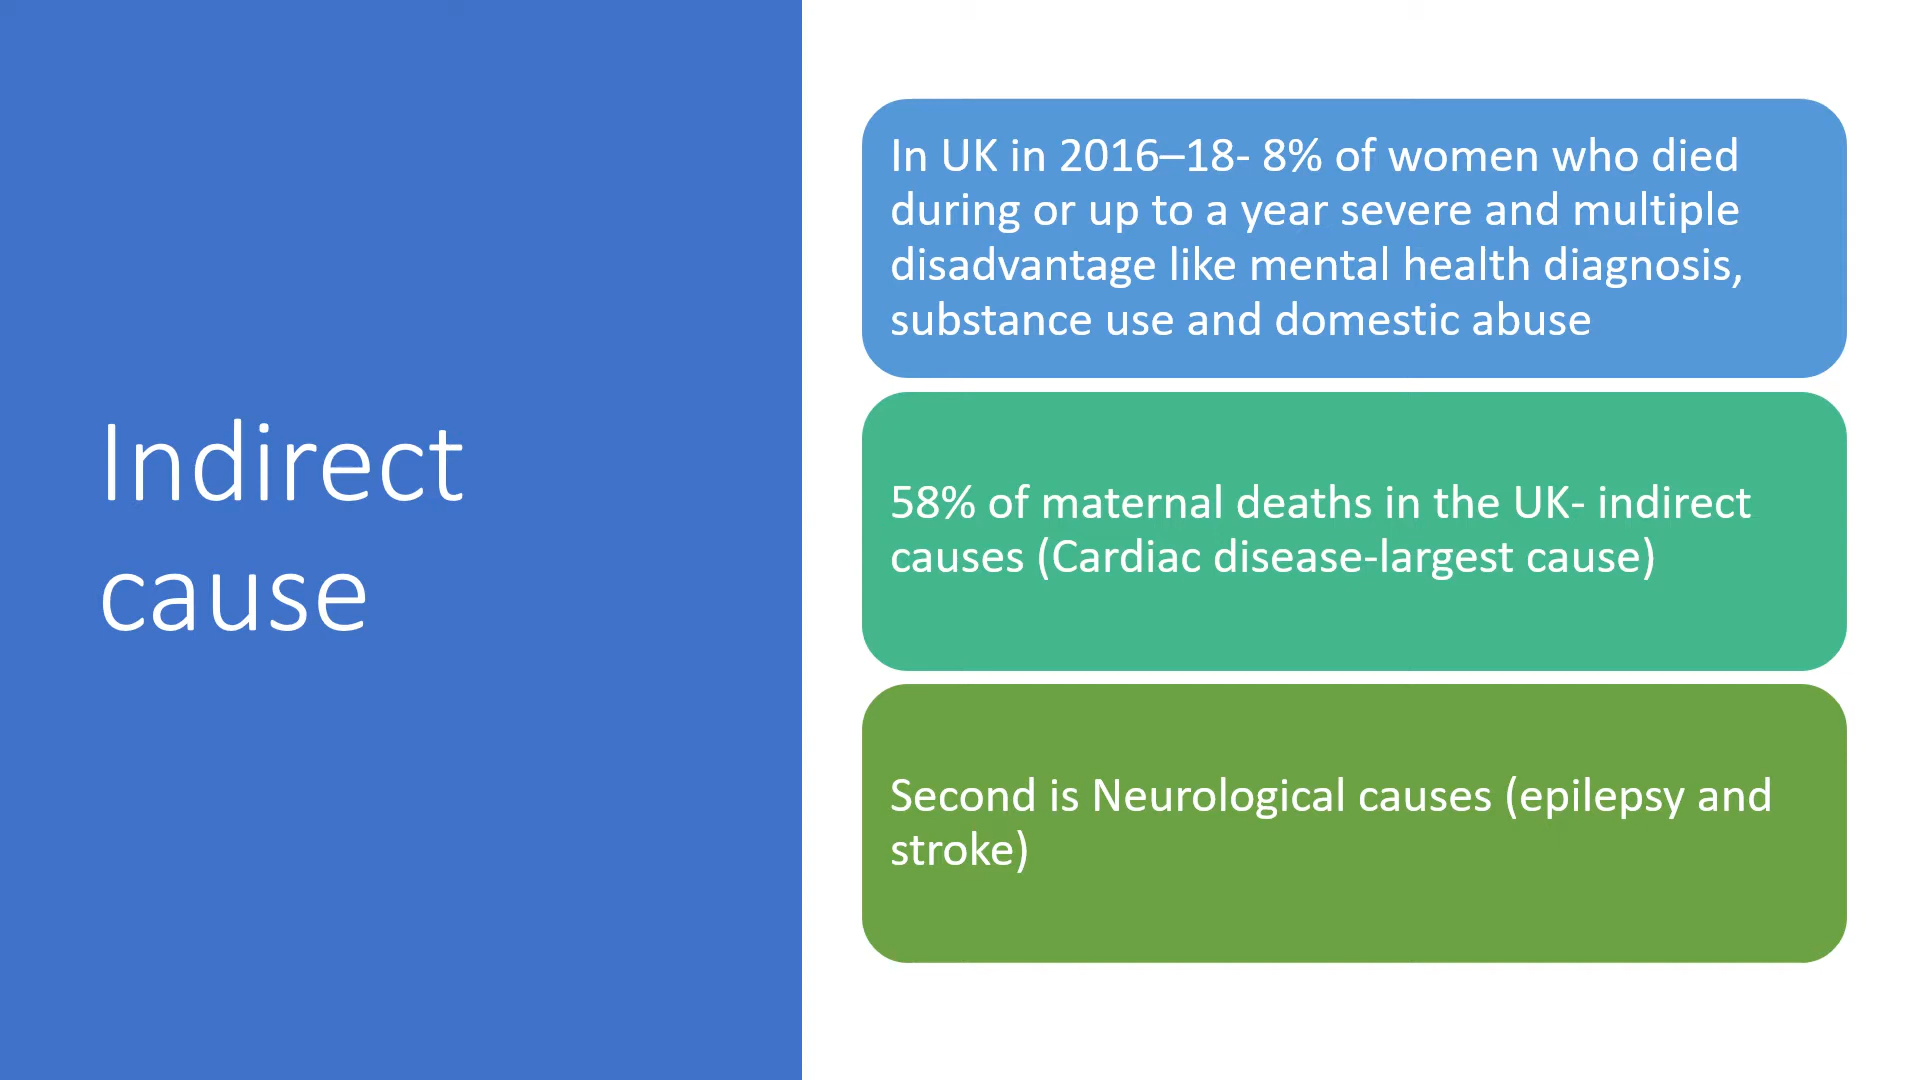 Indirect
cause
In UK in 2016–18- 8% of women who died
during or up to a year severe and multiple
disadvantage like mental health diagnosis,
substance use and domestic abuse
58% of maternal deaths in the UK- indirect
causes (Cardiac disease-largest cause)
Second is Neurological causes (epilepsy and
stroke)